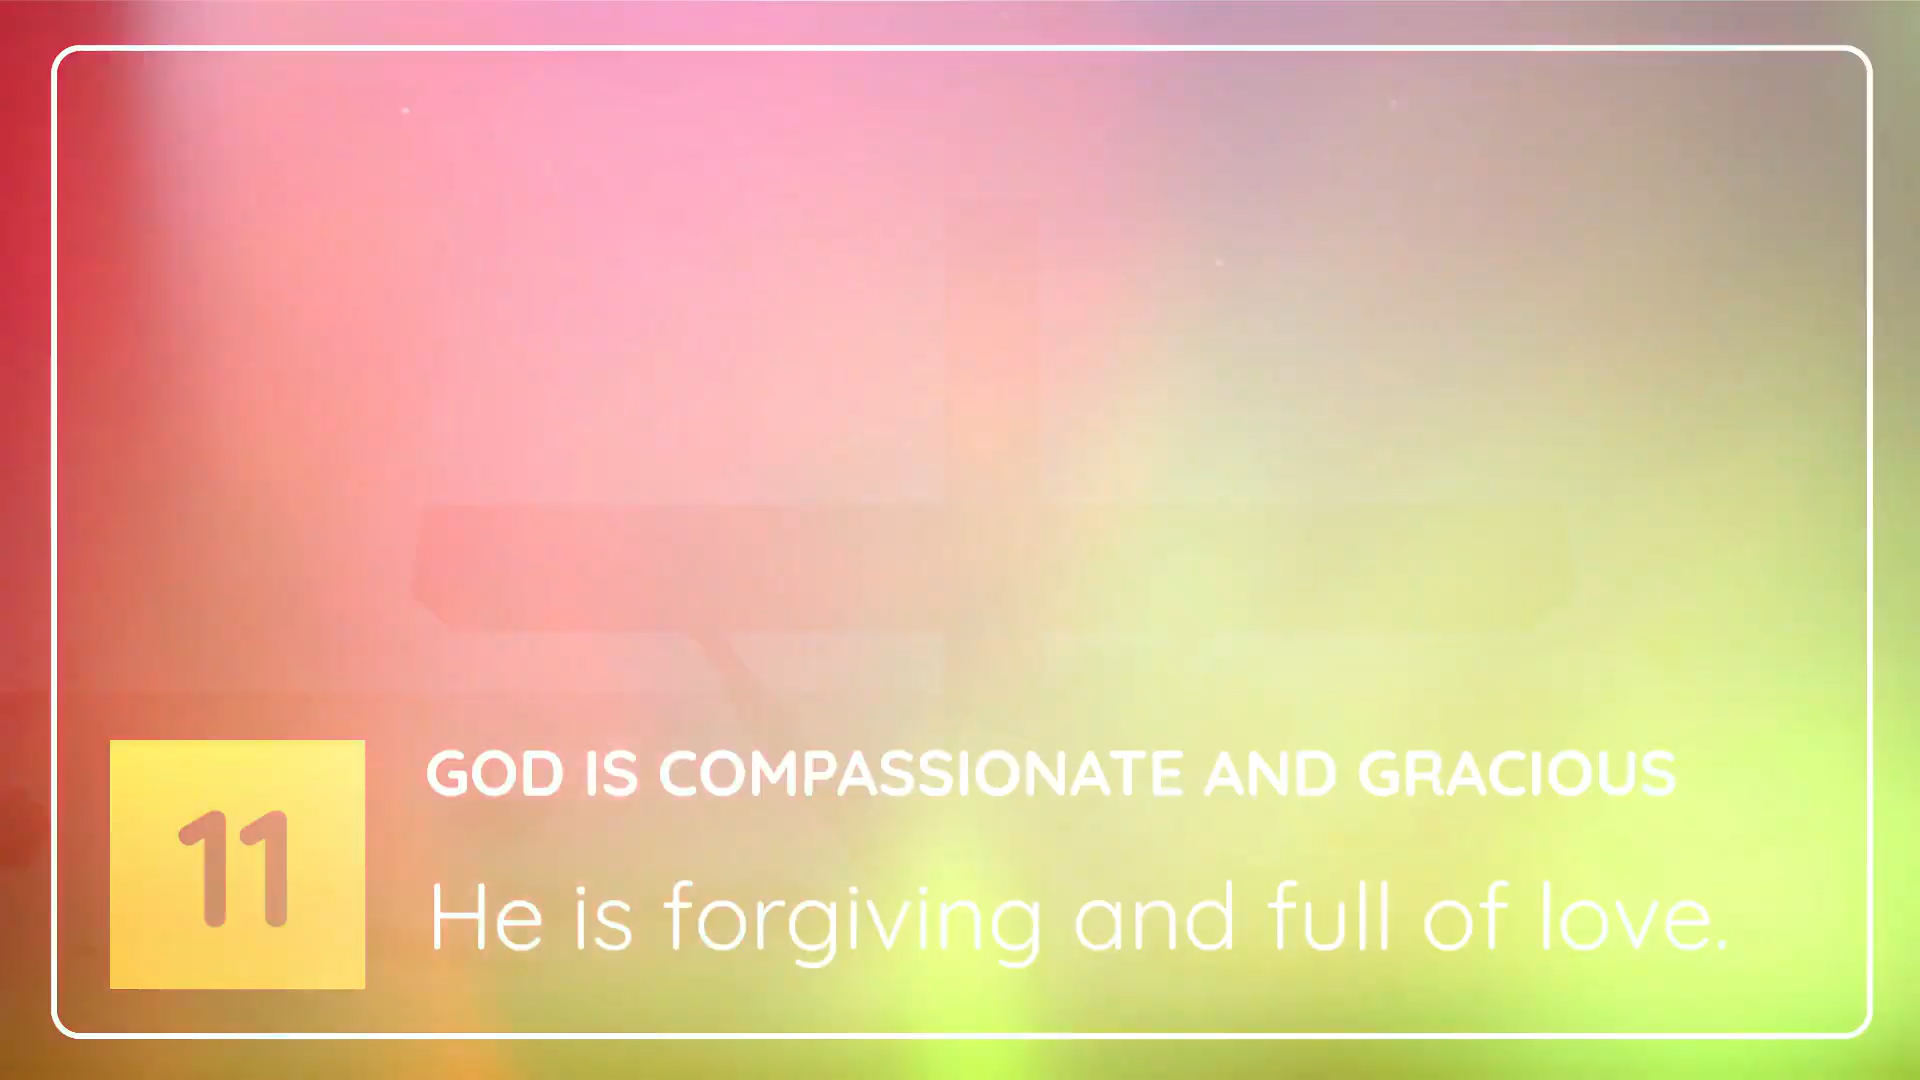 11
GOD IS COMPASSIONATE AND GRACIOUS
He is forgiving and full of love.